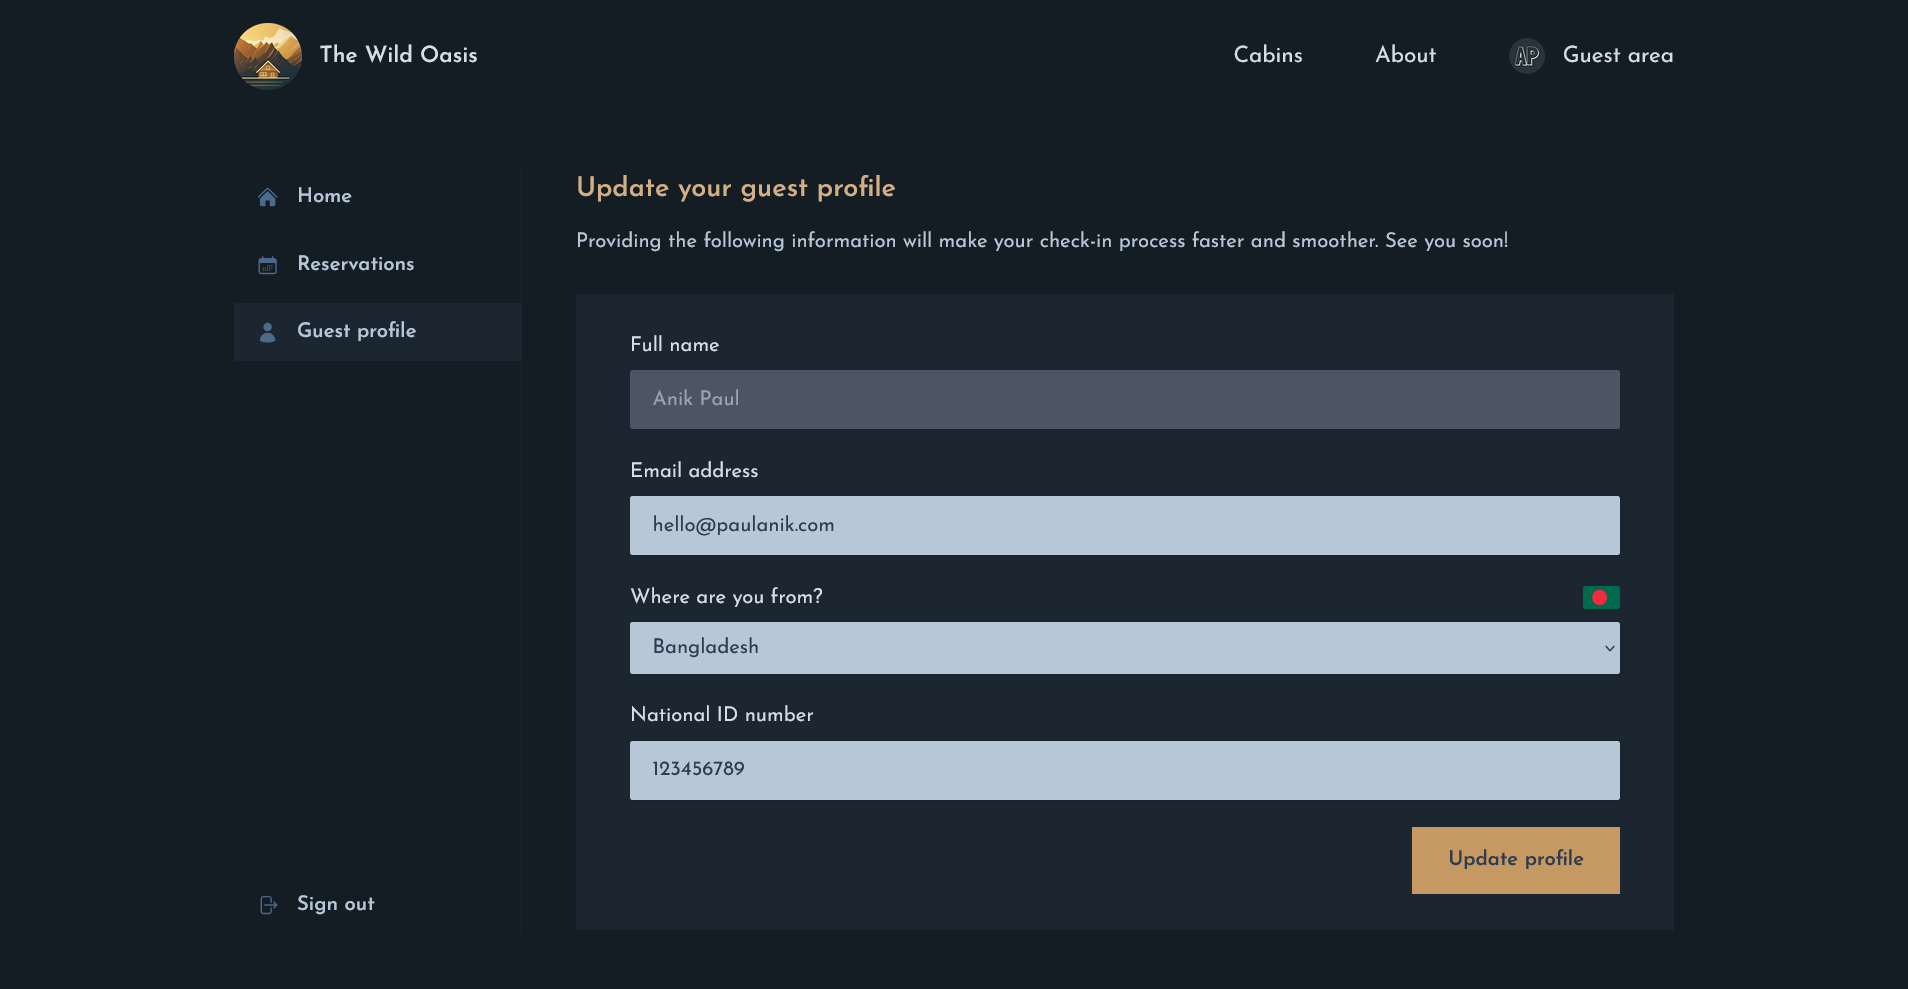 The Wild Oasis
Cabins
About
AP
Guest area
Home
Reservations
Guest profile
Sign out
Update your guest profile
Providing the following information will make your check-in process faster and smoother. See you soon!
Full name
Anik Paul
Email address
hello@paulanik.com
Where are you from?
Bangladesh
National ID number
123456789
Update profile